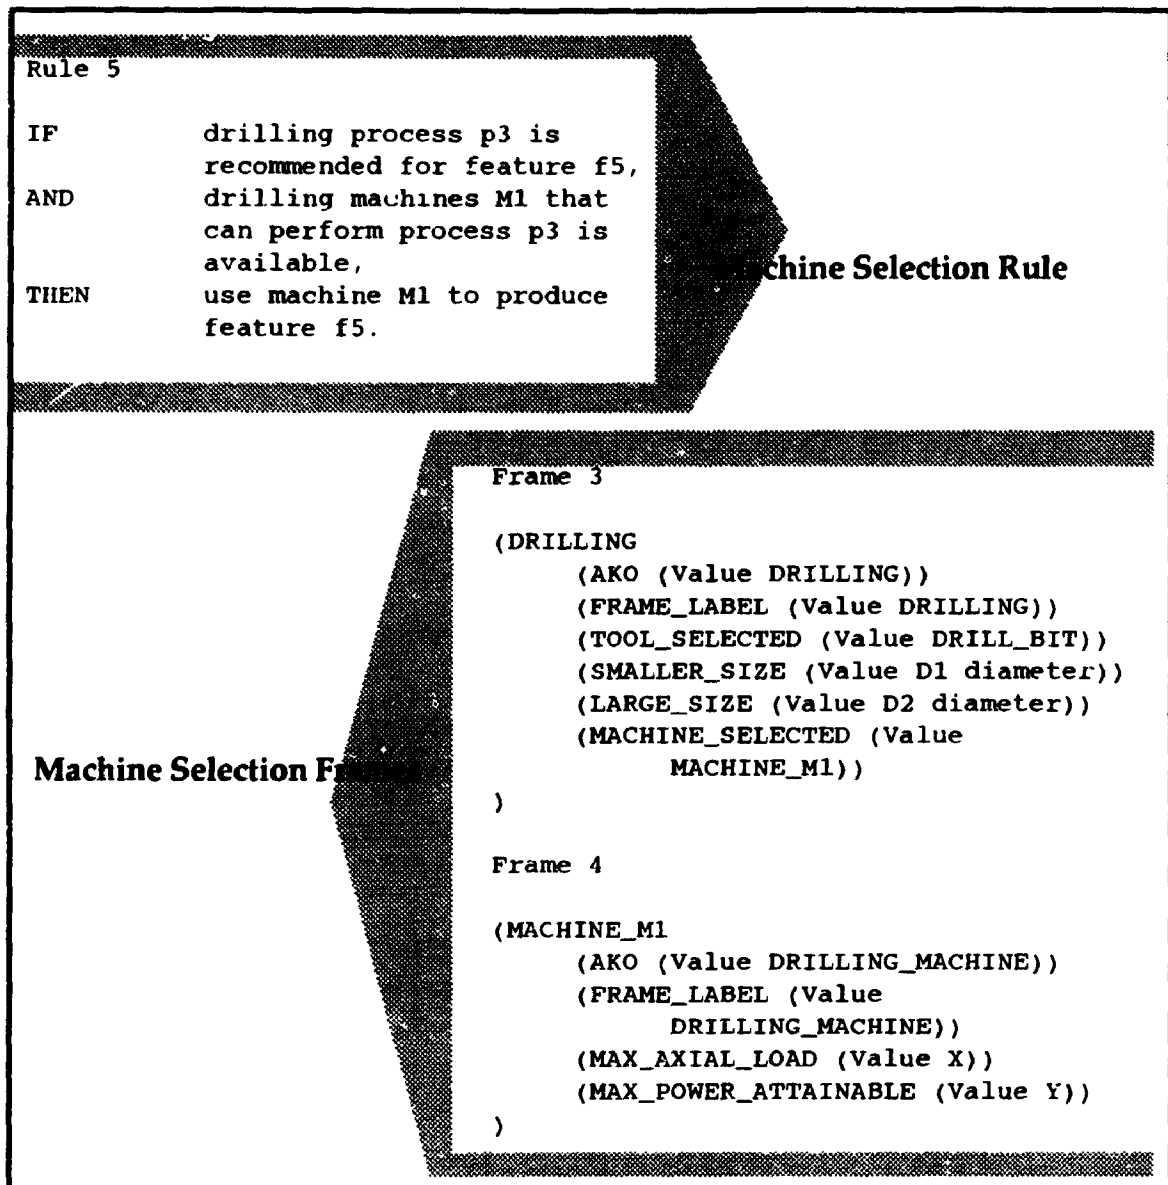 Rule 5
IF drilling process p3 is
recommended for feature f5,
AND drilling machines M1 that
can perform process p3 is
available,
THEN use machine M1 to produce
feature f5.
Machine Selection Rule
Frame 3
(DRILLING
(AKO (Value DRILLING))
(FRAME_LABEL (Value DRILLING))
(TOOL_SELECTED (Value DRILL_BIT))
(SMALLER_SIZE (Value D1 diameter))
(LARGE_SIZE (Value D2 diameter))
(MACHINE_SELECTED (Value
MACHINE_M1))
)
Machine Selection
Frame 4
(MACHINE_M1
(AKO (Value DRILLING_MACHINE))
(FRAME_LABEL (Value
DRILLING_MACHINE))
(MAX_AXIAL_LOAD (Value X))
(MAX_POWER_ATTAINABLE (Value Y))
)